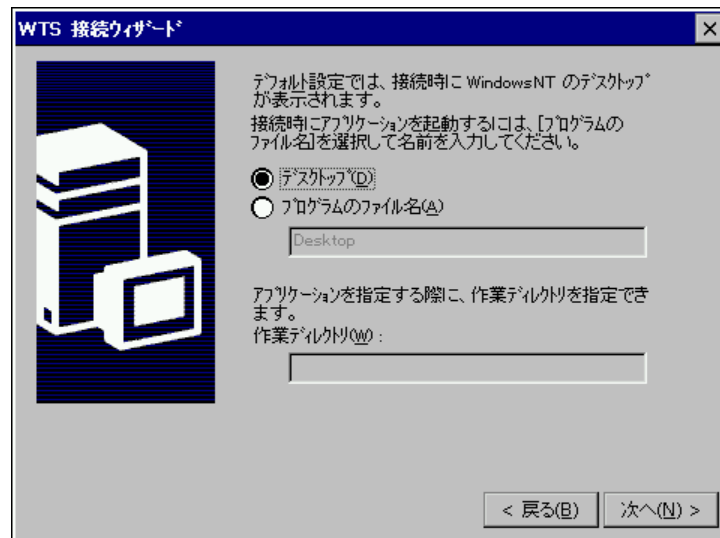 WTS 接続ウィザード
デフォルト設定では、接続時に WindowsNT のデスクトップ
が表示されます。
接続時にアプリケーションを起動するには、[プログラムの
ファイル名]を選択して名前を入力してください。
デスクトップ(D)
プログラムのファイル名(A)
Desktop
アプリケーションを指定する際に、作業ディレクトリを指定でき
ます。
作業ディレクトリ(W) :
< 戻る(B)
次へ(N) >